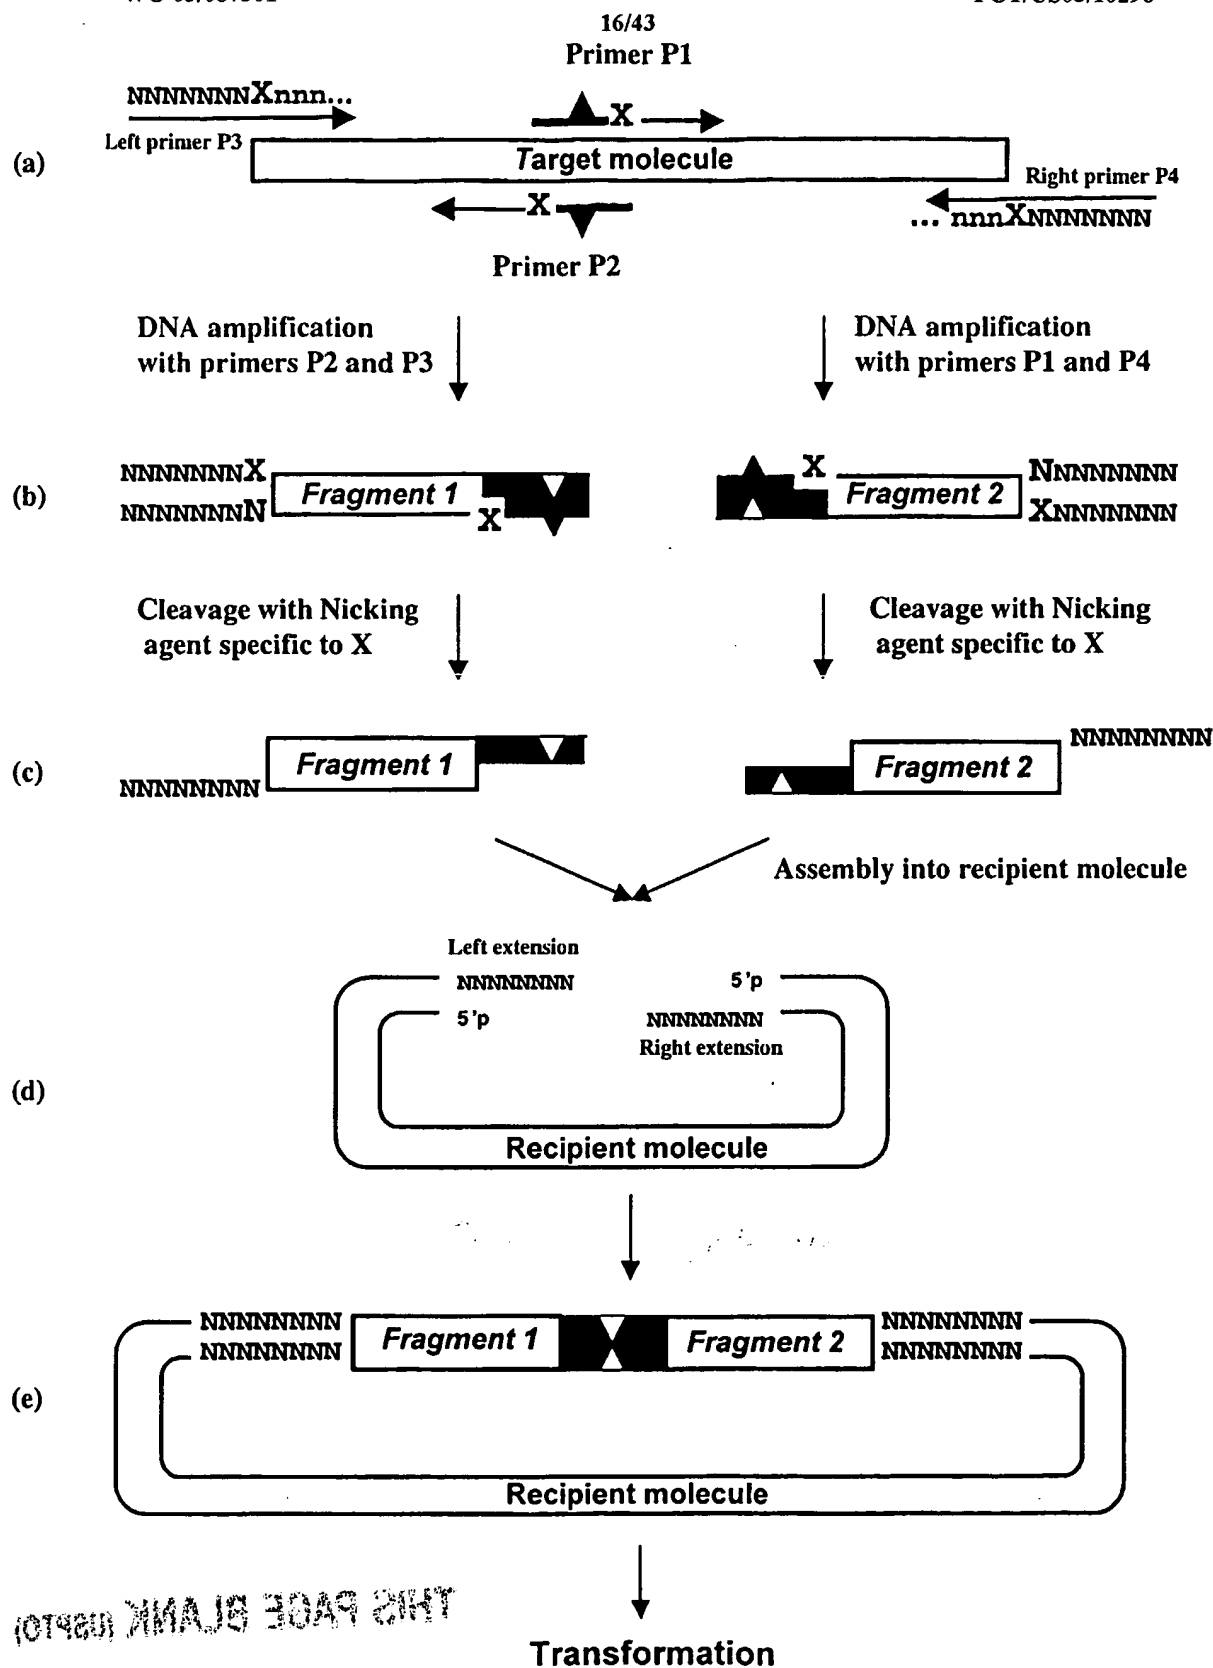 16/43
Primer P1
NNNNNNNXnnn...
X
Left primer P3
(a)
Target molecule
Right primer P4
X
... nnnXNNNNNNN
Primer P2
DNA amplification
with primers P2 and P3
DNA amplification
with primers P1 and P4
(b)
NNNNNNNX
NNNNNNNN
Fragment 1
X
X
Fragment 2
NNNNNNNN
XNNNNNNN
Cleavage with Nicking
agent specific to X
Cleavage with Nicking
agent specific to X
(c)
NNNNNNNN
Fragment 1
Fragment 2
NNNNNNNN
Assembly into recipient molecule
Left extension
NNNNNNNN
5'p
5'p
NNNNNNNN
Right extension
(d)
Recipient molecule
NNNNNNNN
NNNNNNNN
Fragment 1
Fragment 2
NNNNNNNN
NNNNNNNN
(e)
Recipient molecule
THIS PAGE BLANK (USPTO)
Transformation